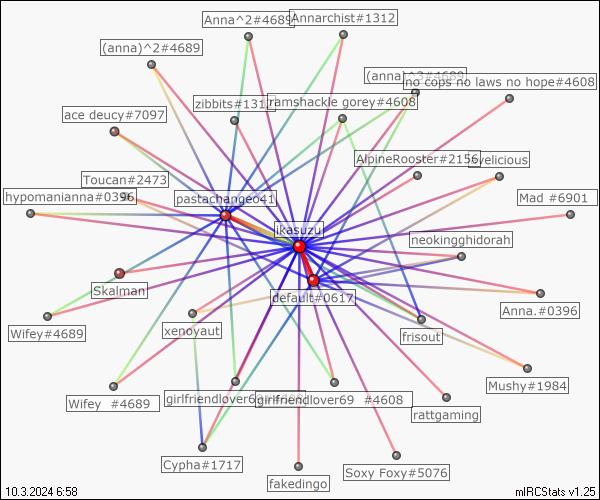 Anna^2#4689
Annarchist#1312
(anna)^2#4689
(anna)^3#4689
no cops no laws no hope#4608
zibbits#131
ramshackle gorey#4608
ace deucy#7097
AlpineRooster#2156
eyelicious
Toucan#2473
hypomanianna#0396
pastachange041
Mad #6901
ikasuzu
neokingghidorah
Skalman
default#0617
Anna.#0396
Wifey#4689
xenoyaut
frisout
Mushy#1984
Wifey  #4689
girlfriendlover69
girlfriendlover69  #4608
rattgaming
Cypha#1717
Soxy Foxy#5076
fakedingo
10.3.2024 6:58
mIRCStats v1.25